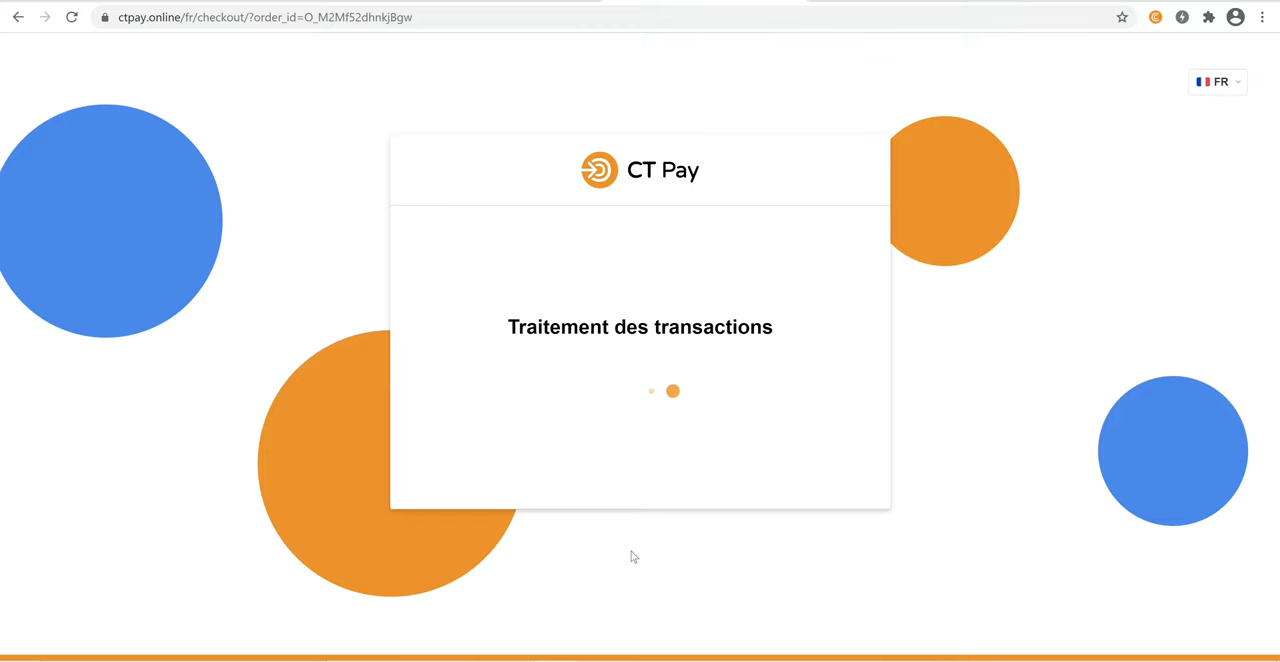 ctpay.online/fr/checkout/?order_id=O_M2Mf52dhnkjBgw
FR
CT Pay
Traitement des transactions